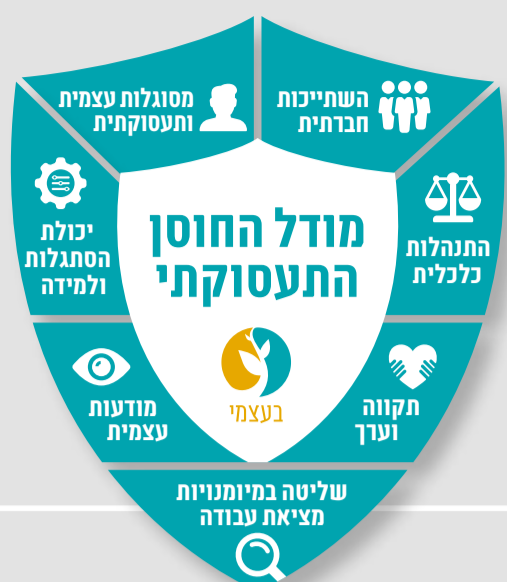 השתייכות
חברתית
מסוגלות עצמית
ותעסוקתית
התנהלות
כלכלית
יכולת
הסתגלות
ולמידה
מודל החוסן
התעסוקתי
בעצמי
תקווה
וערך
מודעות
עצמית
שליטה במיומנויות
מציאת עבודה